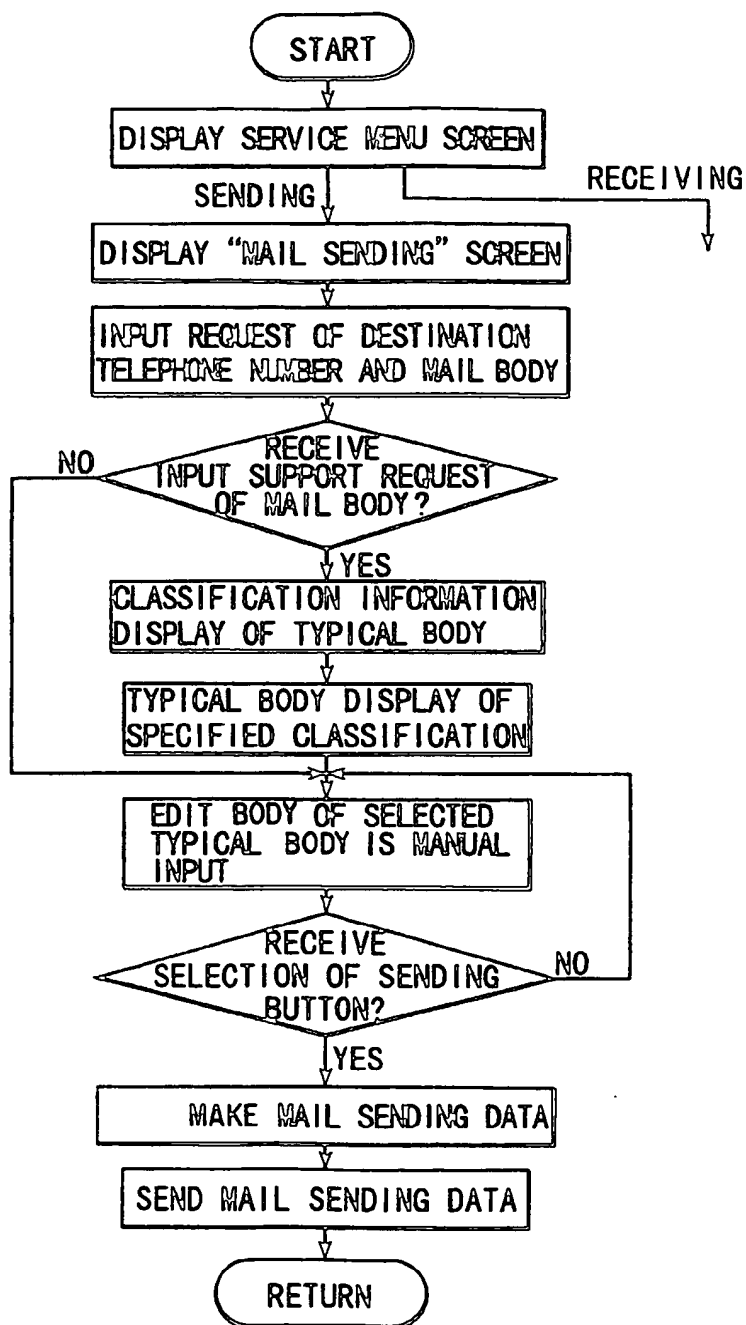 START
DISPLAY SERVICE MENU SCREEN
SENDING
RECEIVING
DISPLAY “MAIL SENDING” SCREEN
INPUT REQUEST OF DESTINATION
TELEPHONE NUMBER AND MAIL BODY
RECEIVE
INPUT SUPPORT REQUEST
OF MAIL BODY?
NO
YES
CLASSIFICATION INFORMATION
DISPLAY OF TYPICAL BODY
TYPICAL BODY DISPLAY OF
SPECIFIED CLASSIFICATION
EDIT BODY OF SELECTED
TYPICAL BODY IS MANUAL
INPUT
RECEIVE
SELECTION OF SENDING
BUTTON?
NO
YES
MAKE MAIL SENDING DATA
SEND MAIL SENDING DATA
RETURN